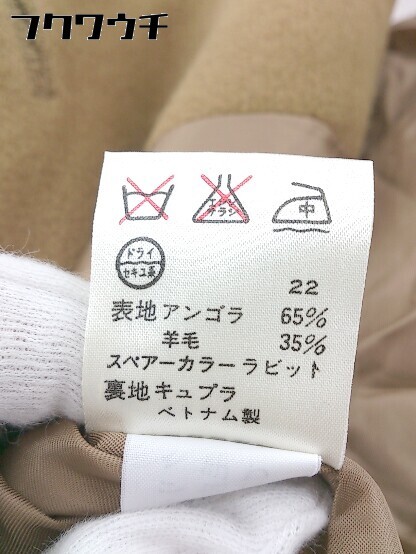 フクワウチ
エンソ
サラシ
中
ドライ
セキユ系
22
表地 アンゴラ 65%
羊毛 35%
スペアーカラー ラビット
裏地 キュプラ
ベトナム製